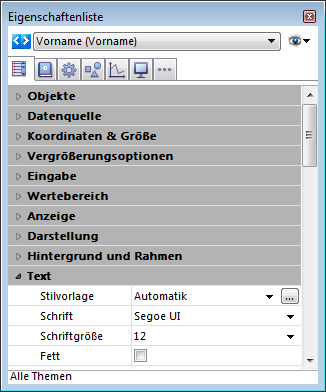 Eigenschaftenliste
Vorname (Vorname)
Objekte
Datenquelle
Koordinaten & Größe
Vergrößerungsoptionen
Eingabe
Wertebereich
Anzeige
Darstellung
Hintergrund und Rahmen
Text
Stilvorlage Automatik ...
Schrift Segoe UI
Schriftgröße 12
Fett
Alle Themen